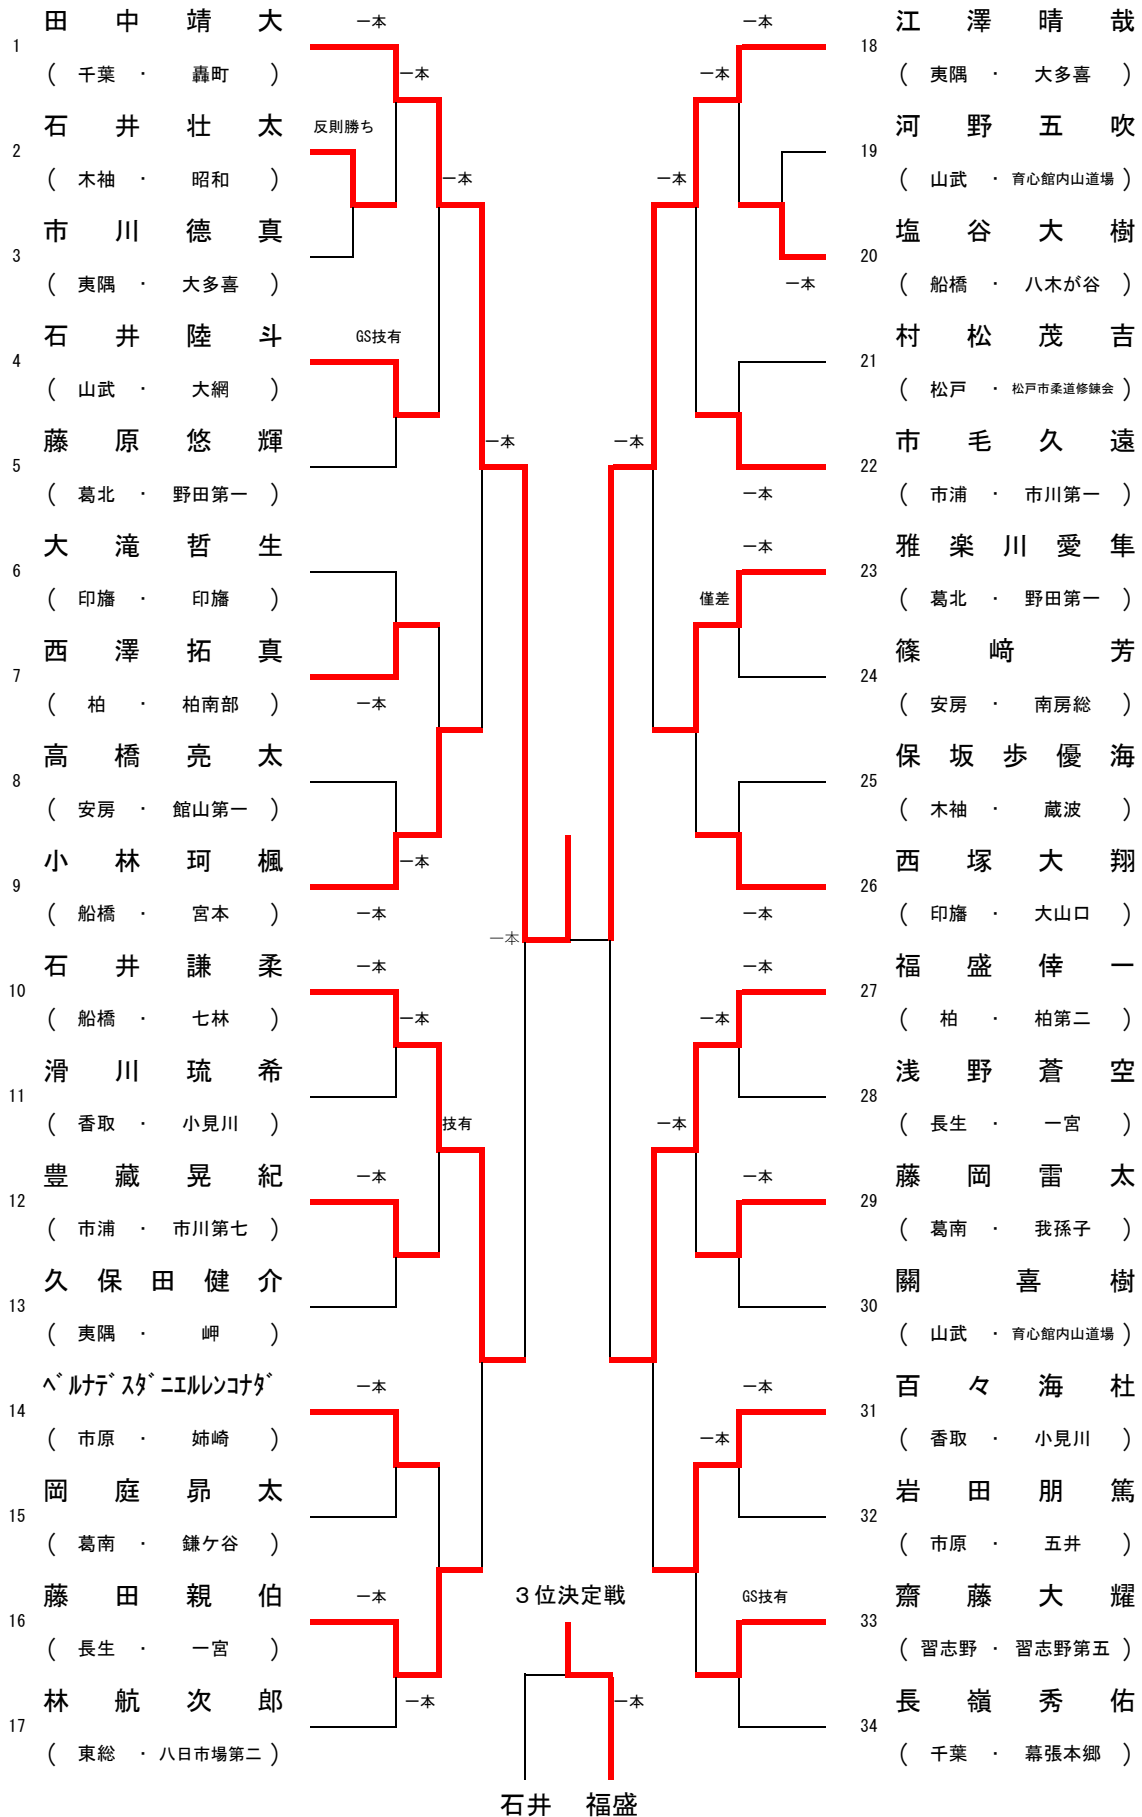 田中靖大
一本
1
( 千葉 ・ 轟町 )
一本
石井壮太
反則勝ち
2
( 木袖 ・ 昭和 )
一本
市川徳真
3
( 夷隅 ・ 大多喜 )
石井陸斗
GS技有
4
( 山武 ・ 大網 )
藤原悠輝
一本
5
( 葛北 ・ 野田第一 )
大滝哲生
6
( 印旛 ・ 印旛 )
西澤拓真
7
( 柏 ・ 柏南部 )
一本
高橋亮太
8
( 安房 ・ 館山第一 )
小林珂楓
一本
9
( 船橋 ・ 宮本 )
一本
一本
石井謙柔
一本
10
( 船橋 ・ 七林 )
一本
滑川琉希
11
( 香取 ・ 小見川 )
技有
豊藏晃紀
一本
12
( 市浦 ・ 市川第七 )
久保田健介
13
( 夷隅 ・ 岬 )
ベルナデスダニエルレンコナダ
一本
14
( 市原 ・ 姉崎 )
岡庭昴太
15
( 葛南 ・ 鎌ケ谷 )
藤田親伯
一本
16
( 長生 ・ 一宮 )
林航次郎
一本
17
( 東総 ・ 八日市場第二 )
江澤晴哉
一本
18
( 夷隅 ・ 大多喜 )
一本
河野五吹
19
( 山武 ・ 育心館内山道場 )
一本
塩谷大樹
20
( 船橋 ・ 八木が谷 )
一本
村松茂吉
21
( 松戸 ・ 松戸市柔道修錬会 )
市毛久遠
一本
22
( 市浦 ・ 市川第一 )
一本
雅楽川愛隼
一本
23
( 葛北 ・ 野田第一 )
僅差
篠﨑芳
24
( 安房 ・ 南房総 )
保坂歩優海
25
( 木袖 ・ 蔵波 )
西塚大翔
26
( 印旛 ・ 大山口 )
一本
福盛倖一
一本
27
( 柏 ・ 柏第二 )
一本
浅野蒼空
28
( 長生 ・ 一宮 )
一本
藤岡雷太
一本
29
( 葛南 ・ 我孫子 )
關喜樹
30
( 山武 ・ 育心館内山道場 )
百々海杜
31
( 香取 ・ 小見川 )
一本
岩田朋篤
32
( 市原 ・ 五井 )
齋藤大耀
GS技有
33
( 習志野 ・ 習志野第五 )
長嶺秀佑
34
( 千葉 ・ 幕張本郷 )
３位決定戦
一本
石井 福盛